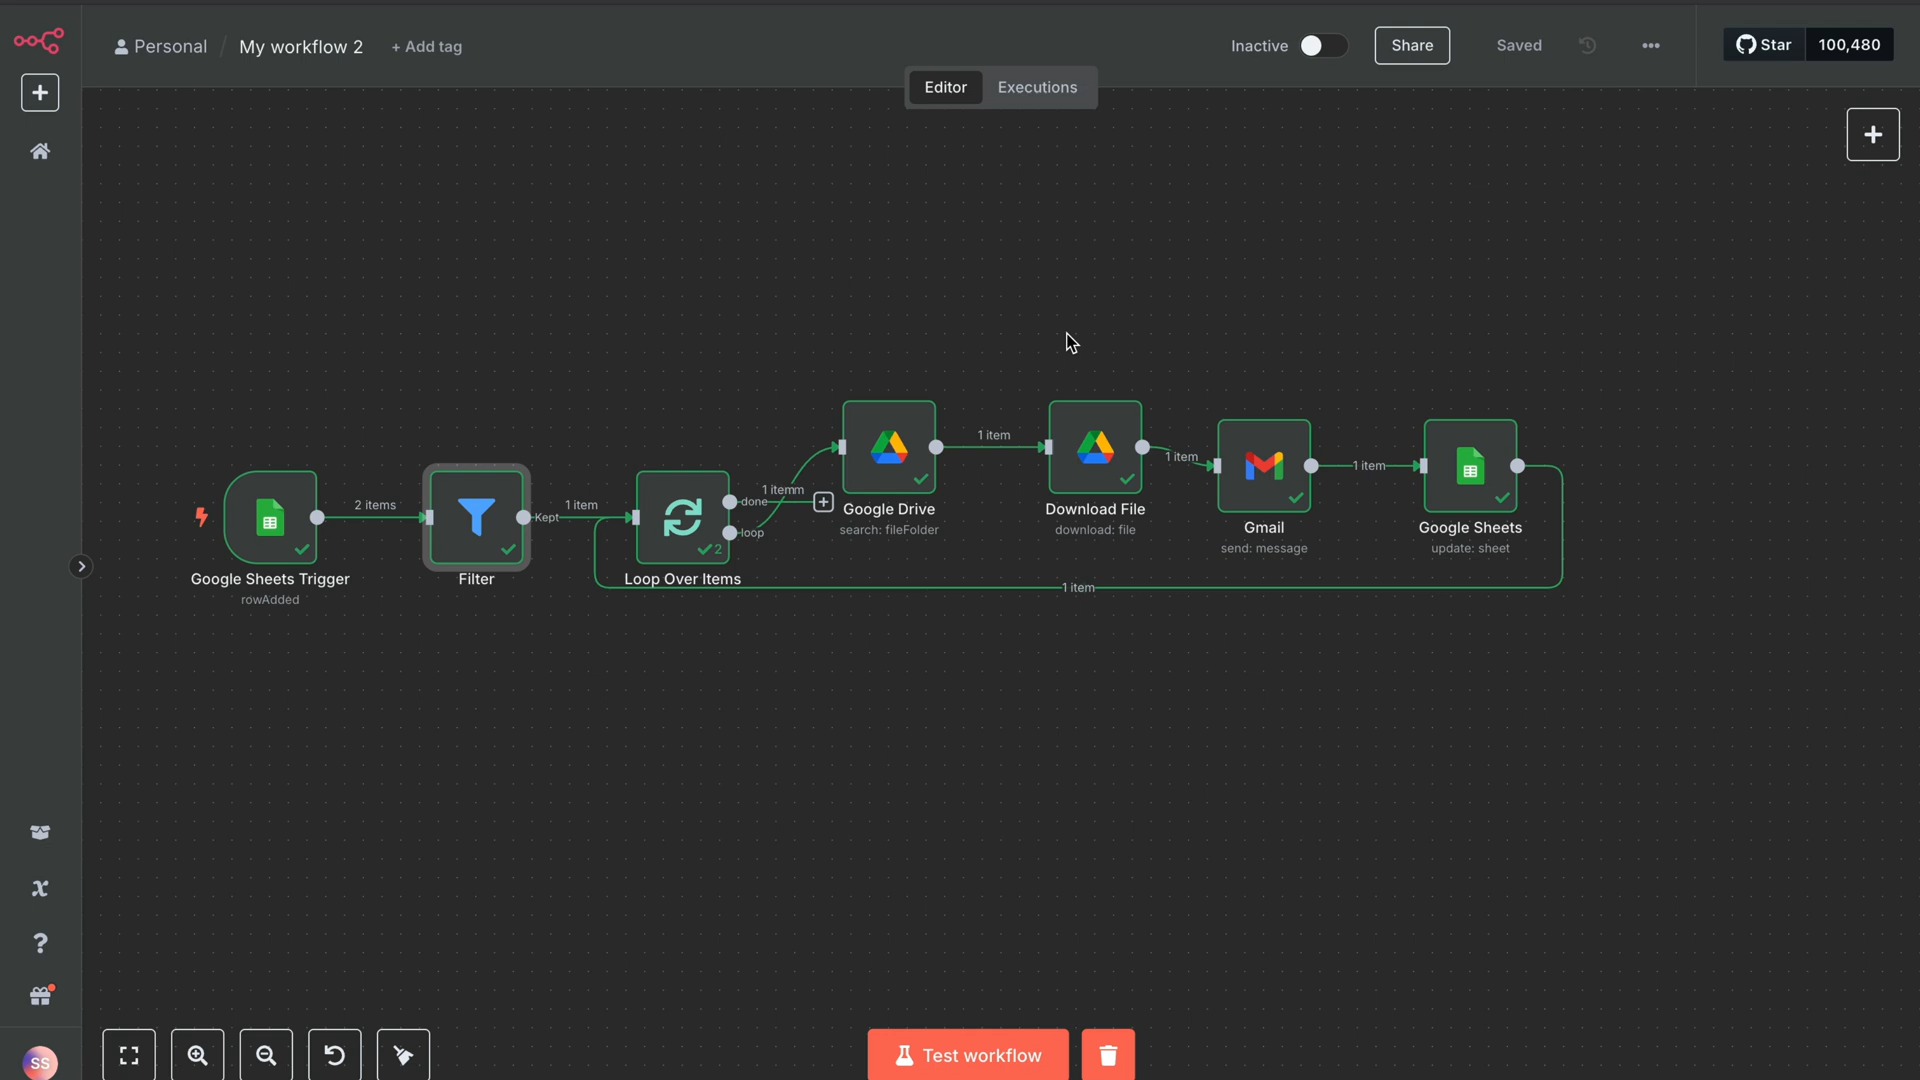 Personal / My workflow 2 + Add tag
Inactive Share Saved ... Star 100,480
Editor Executions
2 items
Kept
1 item
done
loop
1 itemm
1 item
1 item
1 item
1 item
2
Google Sheets Trigger
rowAdded
Filter
Loop Over Items
Google Drive
search: fileFolder
Download File
download: file
Gmail
send: message
Google Sheets
update: sheet
SS
Test workflow